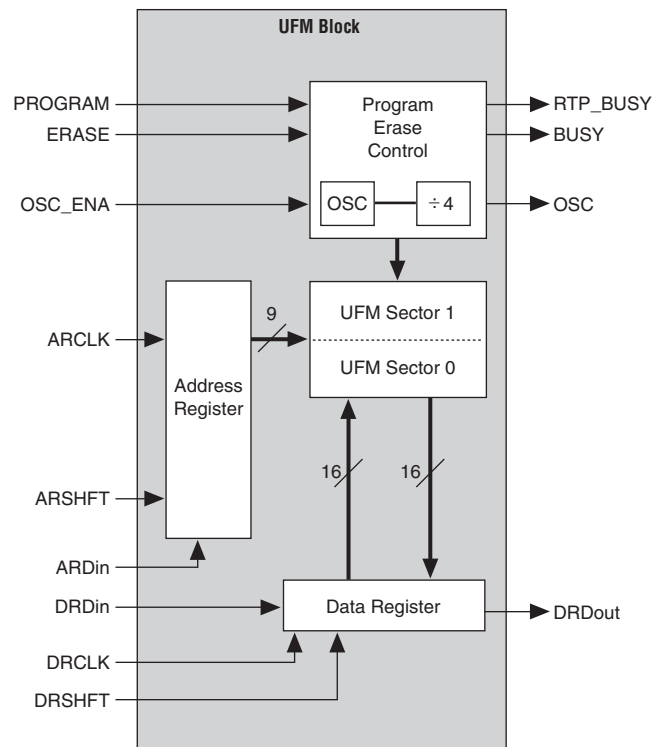 UFM Block
PROGRAM
ERASE
OSC_ENA
Program
Erase
Control
OSC
÷ 4
RTP_BUSY
BUSY
OSC
ARCLK
9
UFM Sector 1
UFM Sector 0
Address
Register
ARSHFT
16
16
ARDin
DRDin
Data Register
DRDout
DRCLK
DRSHFT